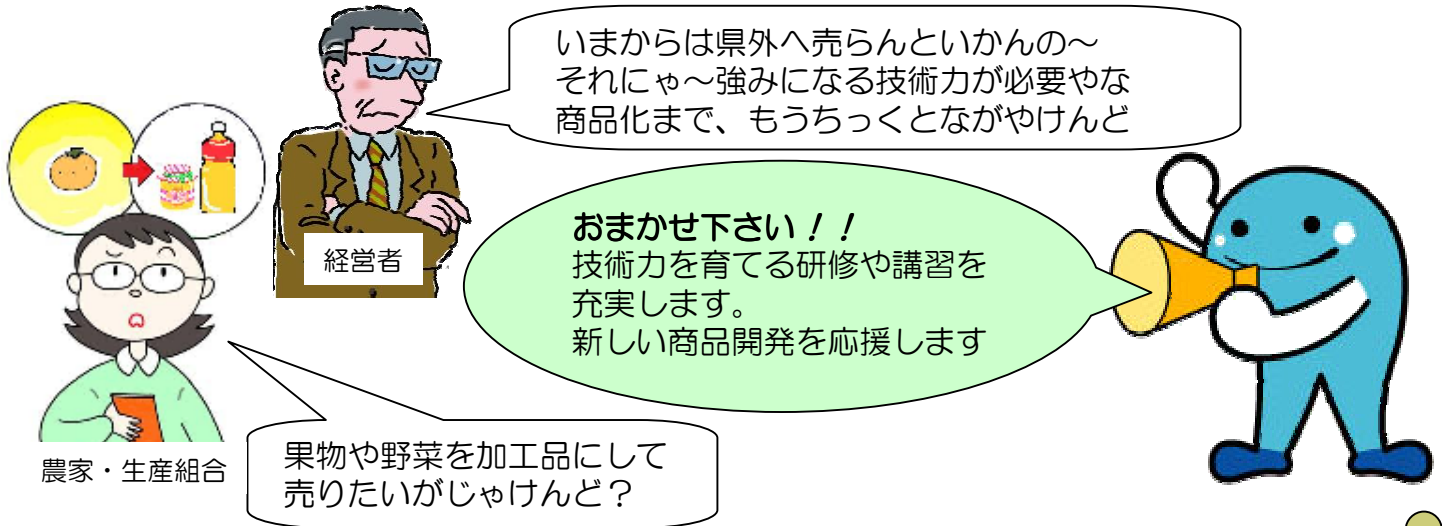 いまからは県外へ売らんといかんの～
それにゃ～強みになる技術力が必要やな
商品化まで、もうちっくとながやけんど
経営者
おまかせ下さい！！
技術力を育てる研修や講習を
充実します。
新しい商品開発を応援します
農家・生産組合
果物や野菜を加工品にして
売りたいがじゃけんど？